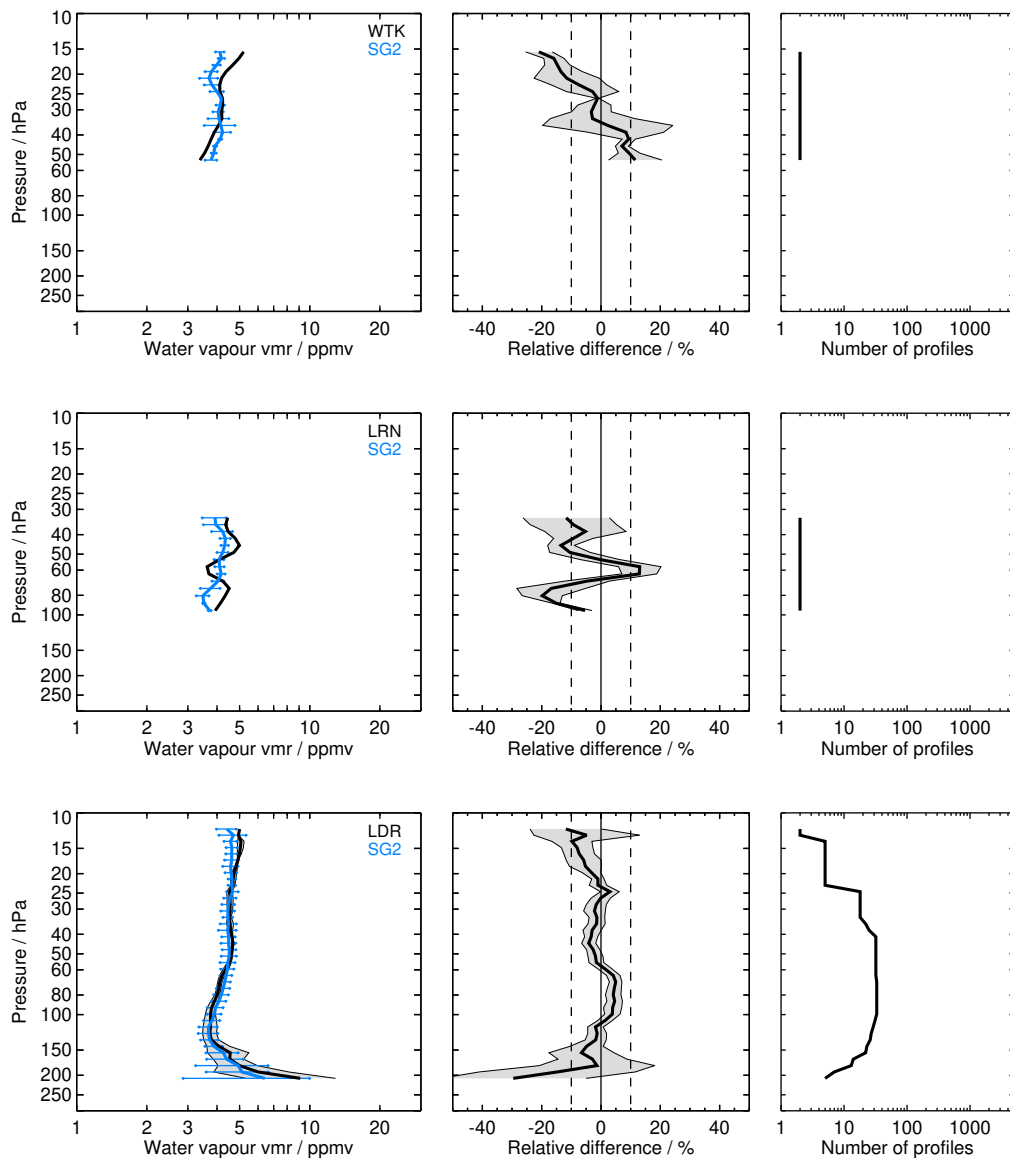 WTK
SG2
Pressure / hPa
10
15
20
25
30
40
50
60
80
100
150
200
250
1 2 3 5 10 20
Water vapour vmr / ppmv
-40 -20 0 20 40
Relative difference / %
1 10 100 1000
Number of profiles
LRN
SG2
Pressure / hPa
10
15
20
25
30
40
50
60
80
100
150
200
250
1 2 3 5 10 20
Water vapour vmr / ppmv
-40 -20 0 20 40
Relative difference / %
1 10 100 1000
Number of profiles
LDR
SG2
Pressure / hPa
10
15
20
25
30
40
50
60
80
100
150
200
250
1 2 3 5 10 20
Water vapour vmr / ppmv
-40 -20 0 20 40
Relative difference / %
1 10 100 1000
Number of profiles